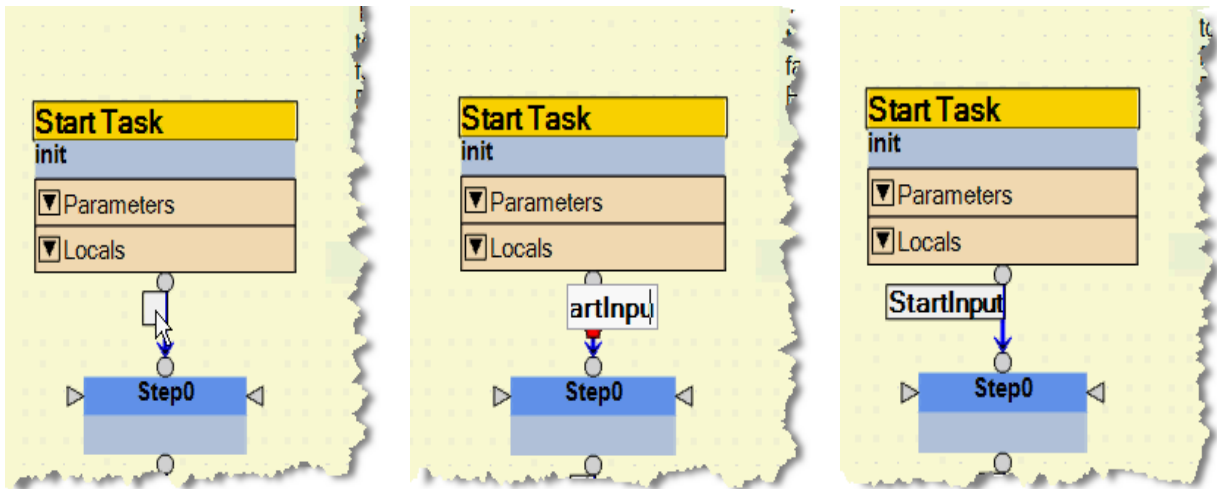 Start Task
init
Parameters
Locals
Step0
Start Task
init
Parameters
Locals
artInpu
Step0
fa
Start Task
init
Parameters
Locals
StartInput
Step0